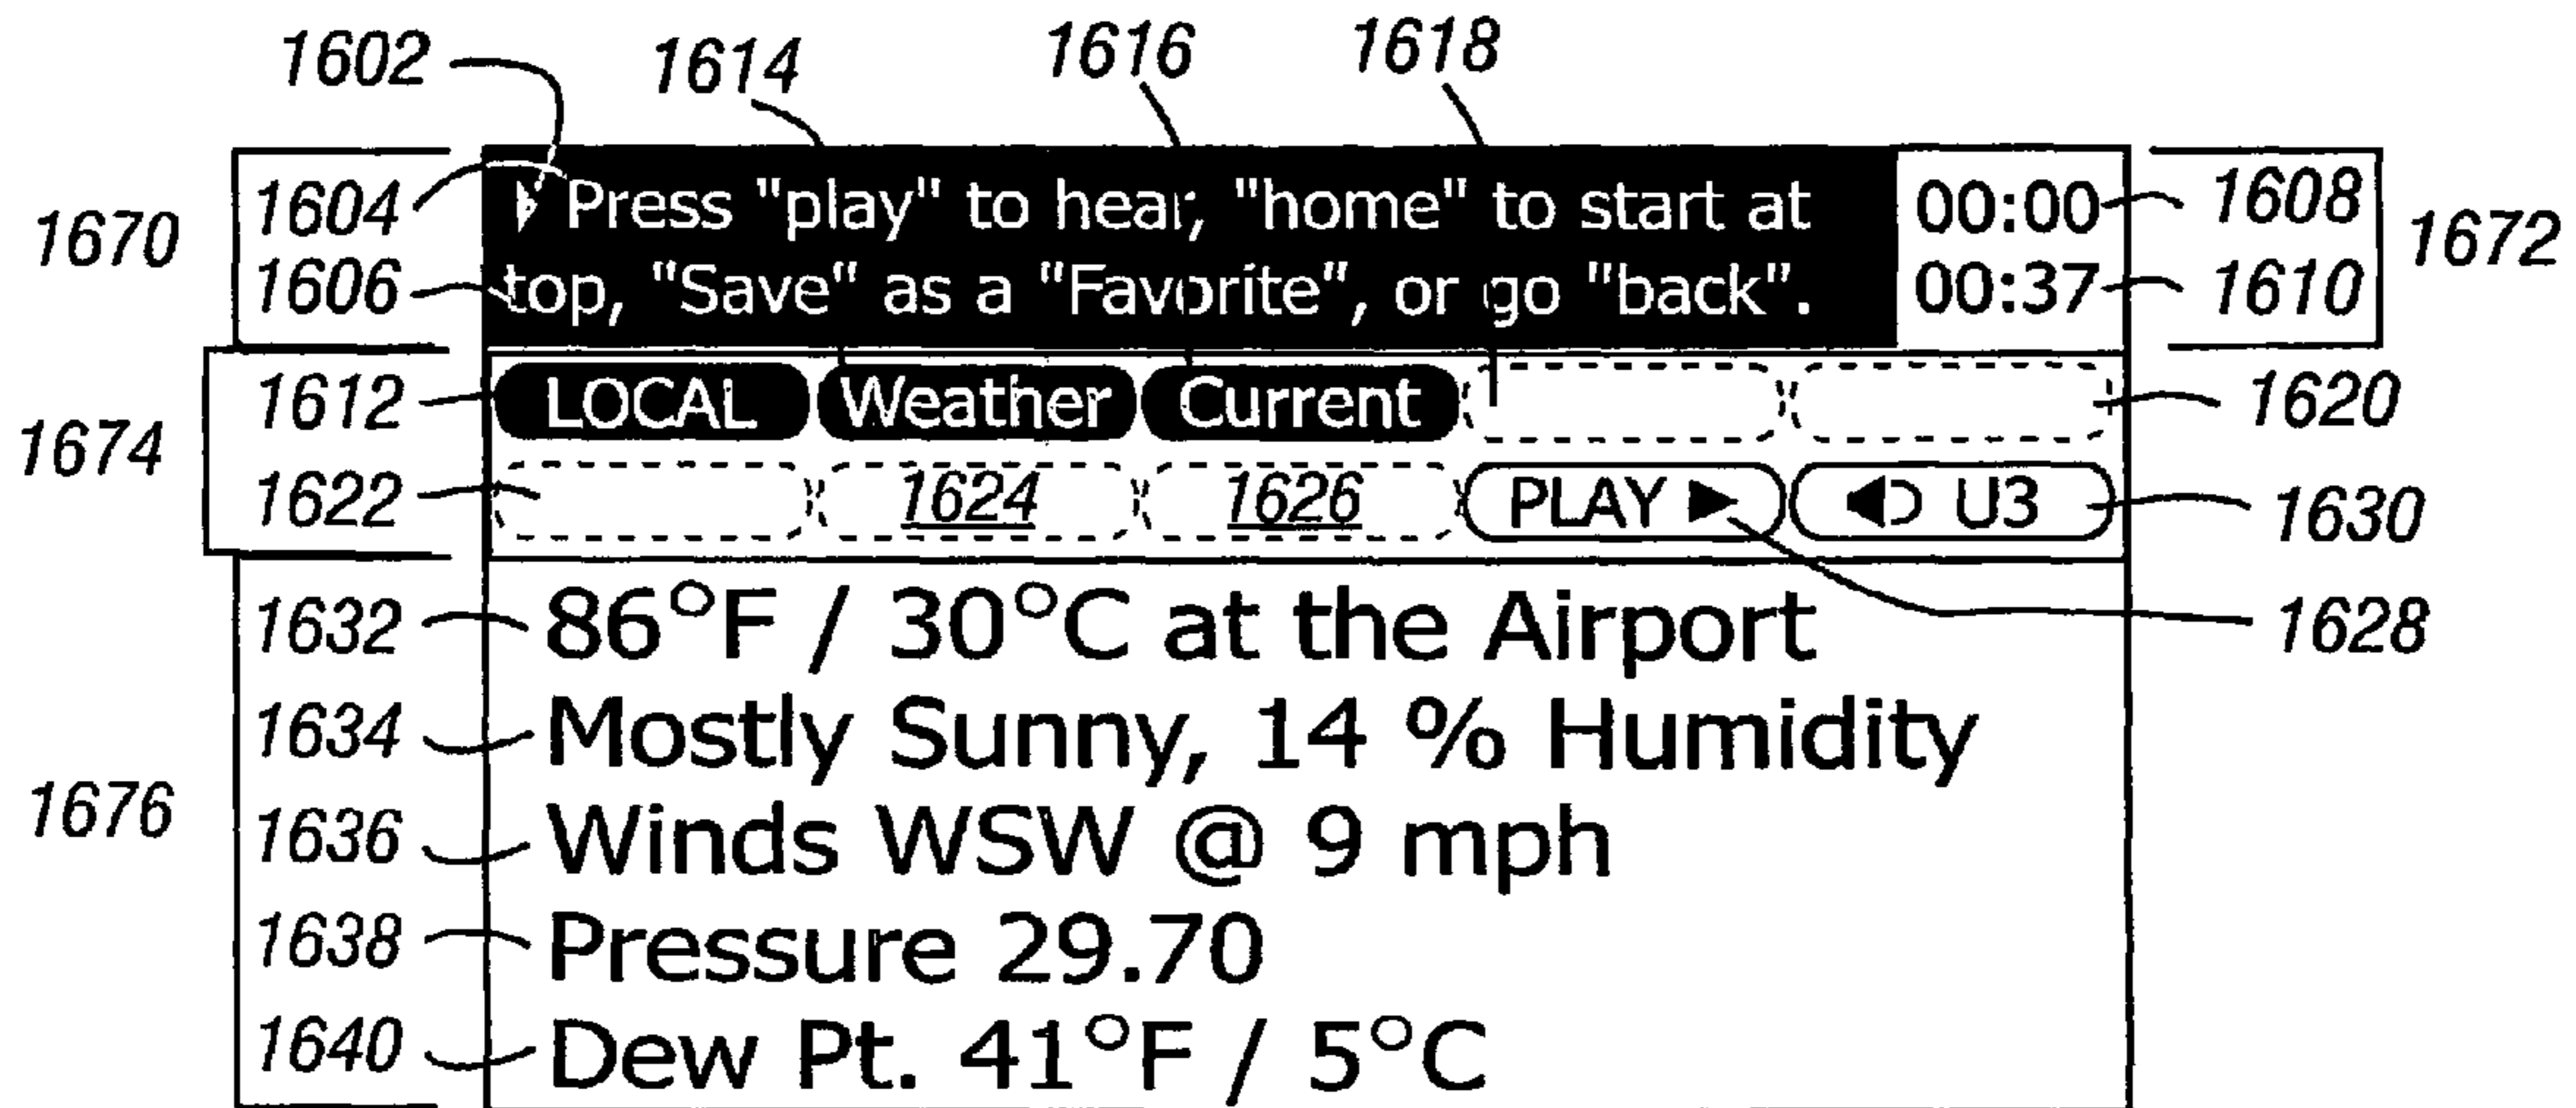 1602 1614 1616 1618
1670 1604 Press "play" to hear, "home" to start at 00:00 1608 1672
1606 top, "Save" as a "Favorite", or go "back". 00:37 1610
1674 1612 LOCAL Weather Current 1620
1622 1624 1626 PLAY ► U3 1630
1632 86°F / 30°C at the Airport 1628
1634 Mostly Sunny, 14 % Humidity
1676 1636 Winds WSW @ 9 mph
1638 Pressure 29.70
1640 Dew Pt. 41°F / 5°C